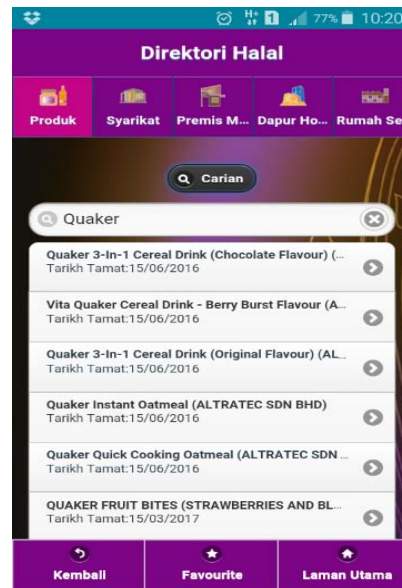 H+ 1 77% 10:20
Direktori Halal
Produk Syarikat Premis M... Dapur Ho... Rumah Se
Carian
Quaker
Quaker 3-In-1 Cereal Drink (Chocolate Flavour) (...
Tarikh Tamat:15/06/2016
Vita Quaker Cereal Drink - Berry Burst Flavour (A...
Tarikh Tamat:15/06/2016
Quaker 3-In-1 Cereal Drink (Original Flavour) (AL...
Tarikh Tamat:15/06/2016
Quaker Instant Oatmeal (ALTRATEC SDN BHD)
Tarikh Tamat:15/06/2016
Quaker Quick Cooking Oatmeal (ALTRATEC SDN ...
Tarikh Tamat:15/06/2016
QUAKER FRUIT BITES (STRAWBERRIES AND BL...
Tarikh Tamat:15/03/2017
Kembali Favourite Laman Utama